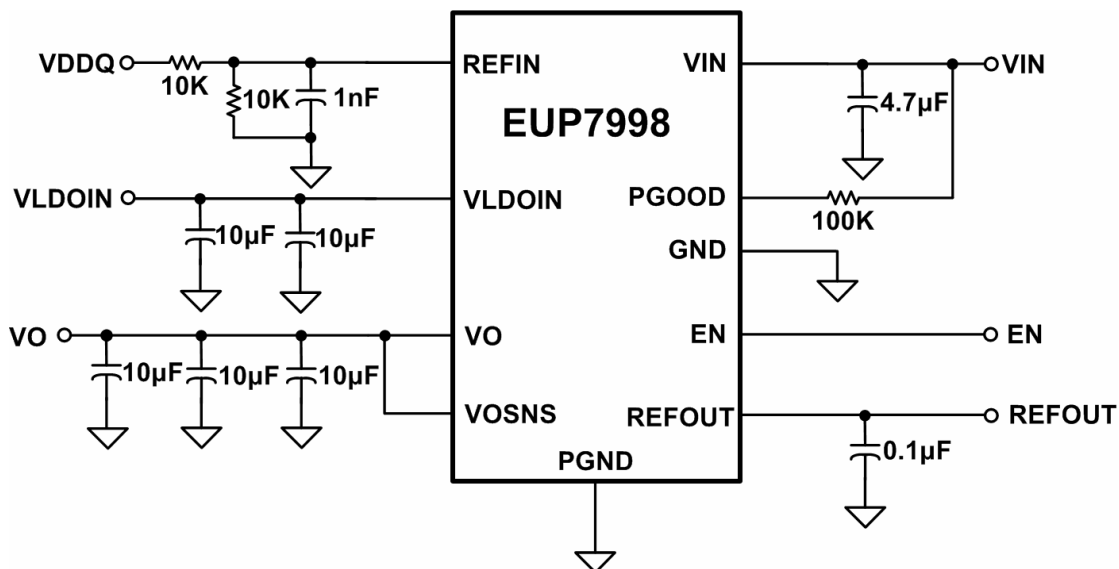 VDDQ
10K
10K
1nF
REFIN
VIN
VIN
4.7µF
EUP7998
VLDOIN
VLDOIN
10µF
10µF
PGOOD
100K
GND
VO
VO
10µF
10µF
10µF
EN
EN
VOSNS
REFOUT
REFOUT
0.1µF
PGND